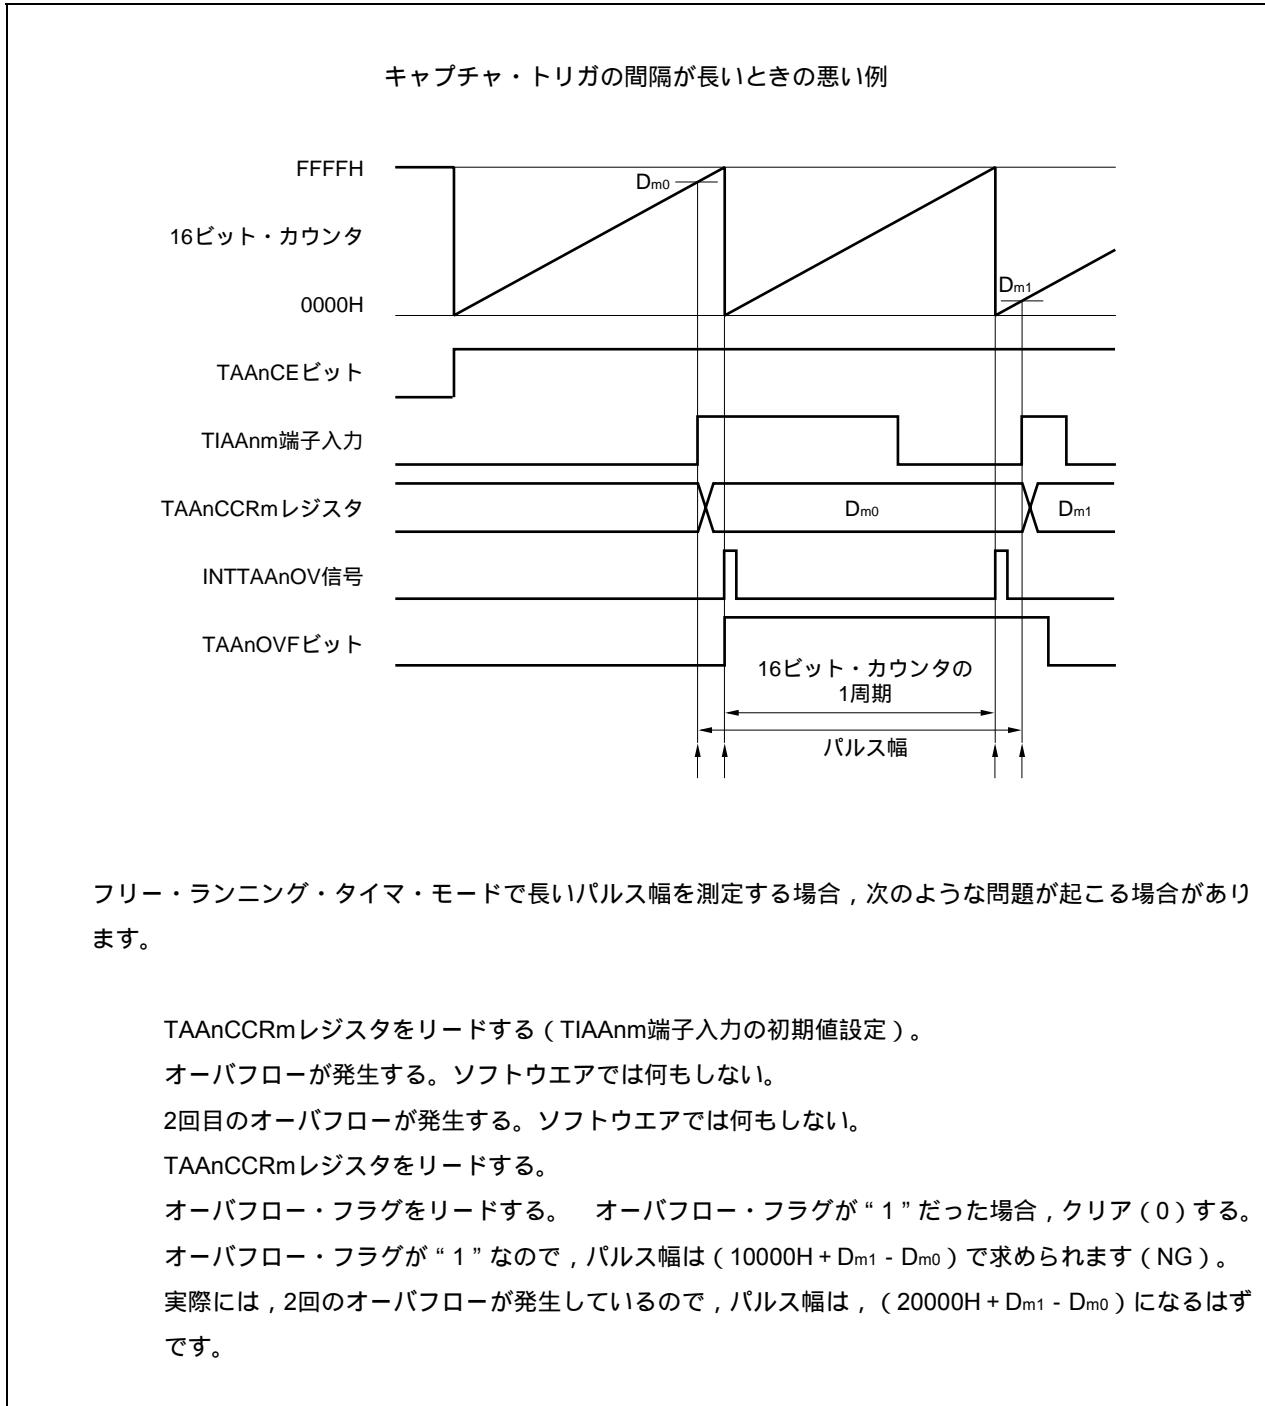 キャプチャ・トリガの間隔が長いときの悪い例
FFFFH
Dm0
16ビット・カウンタ
Dm1
0000H
TAAnCEビット
TIAAnm端子入力
TAAnCCRmレジスタ
Dm0
Dm1
INTTAAnOV信号
TAAnOVFビット
16ビット・カウンタの
1周期
パルス幅
フリー・ランニング・タイマ・モードで長いパルス幅を測定する場合，次のような問題が起こる場合があり
ます。
TAAnCCRmレジスタをリードする（TIAAnm端子入力の初期値設定）。
オーバフローが発生する。ソフトウエアでは何もしない。
2回目のオーバフローが発生する。ソフトウエアでは何もしない。
TAAnCCRmレジスタをリードする。
オーバフロー・フラグをリードする。　オーバフロー・フラグが“1”だった場合，クリア（0）する。
オーバフロー・フラグが“1”なので，パルス幅は（10000H + Dm1 - Dm0）で求められます（NG）。
実際には，2回のオーバフローが発生しているので，パルス幅は，（20000H + Dm1 - Dm0）になるはず
です。